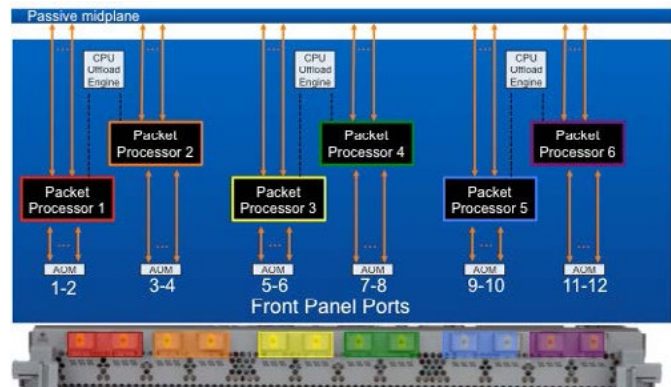 Passive midplane
CPU
Offload
Engine
CPU
Offload
Engine
CPU
Offload
Engine
Packet
Processor 2
Packet
Processor 4
Packet
Processor 6
Packet
Processor 1
Packet
Processor 3
Packet
Processor 5
AOM
AOM
AOM
AOM
AOM
AOM
1-2
3-4
5-6
7-8
9-10
11-12
Front Panel Ports